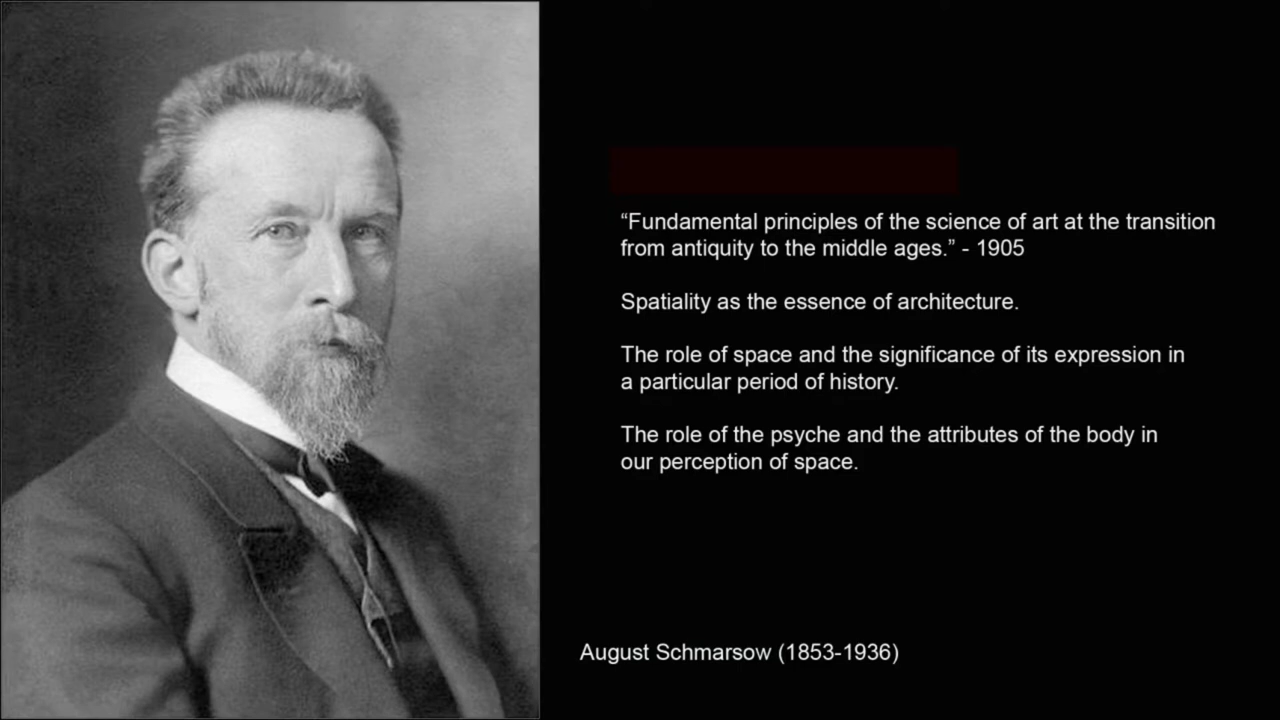 “Fundamental principles of the science of art at the transition
from antiquity to the middle ages.” - 1905
Spatiality as the essence of architecture.
The role of space and the significance of its expression in
a particular period of history.
The role of the psyche and the attributes of the body in
our perception of space.
August Schmarsow (1853-1936)